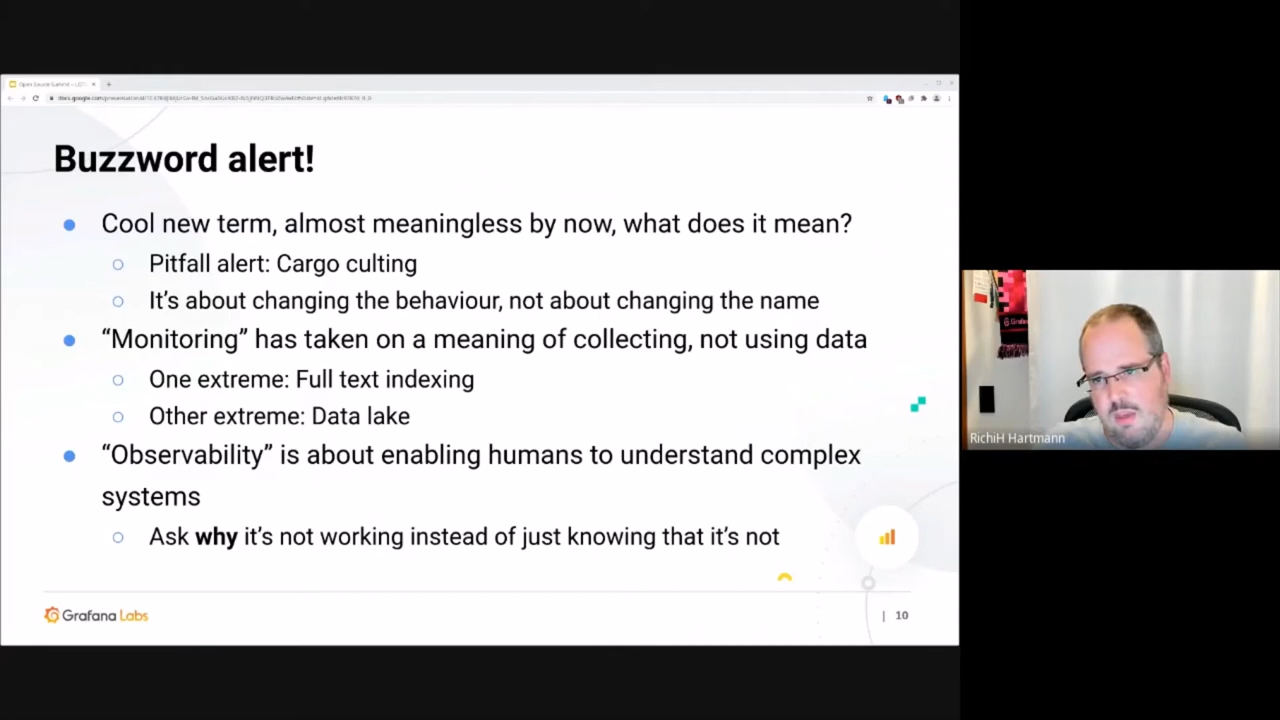 Buzzword alert!
● Cool new term, almost meaningless by now, what does it mean?
○ Pitfall alert: Cargo culting
○ It’s about changing the behaviour, not about changing the name
● “Monitoring” has taken on a meaning of collecting, not using data
○ One extreme: Full text indexing
○ Other extreme: Data lake
● “Observability” is about enabling humans to understand complex
systems
○ Ask why it’s not working instead of just knowing that it’s not
Grafana Labs
| 10
RichiH Hartmann